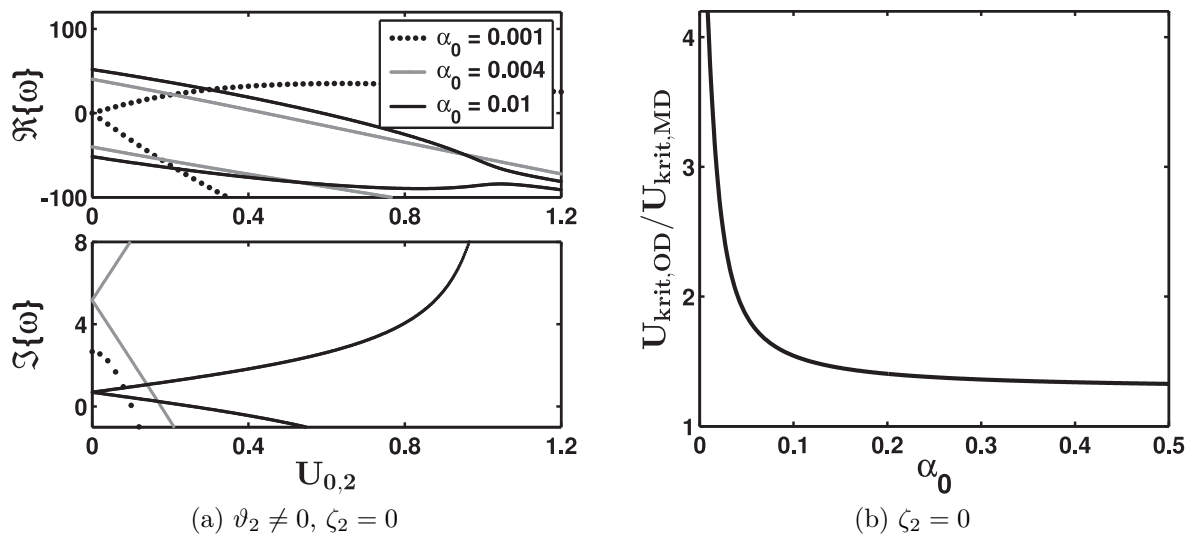 100
0
-100
ℜ{ω}
α₀ = 0.001
α₀ = 0.004
α₀ = 0.01
0 0.4 0.8 1.2
8
4
0
ℑ{ω}
0 0.4 0.8 1.2
U₀,₂
(a) ϑ₂ ≠ 0, ζ₂ = 0
4
3
2
1
U_krit,OD/U_krit,MD
0 0.1 0.2 0.3 0.4 0.5
α₀
(b) ζ₂ = 0